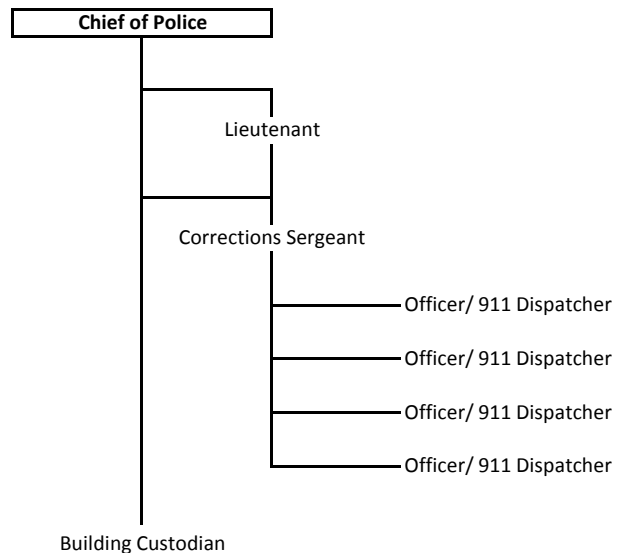 Chief of Police
Lieutenant
Corrections Sergeant
Officer/ 911 Dispatcher
Officer/ 911 Dispatcher
Officer/ 911 Dispatcher
Officer/ 911 Dispatcher
Building Custodian